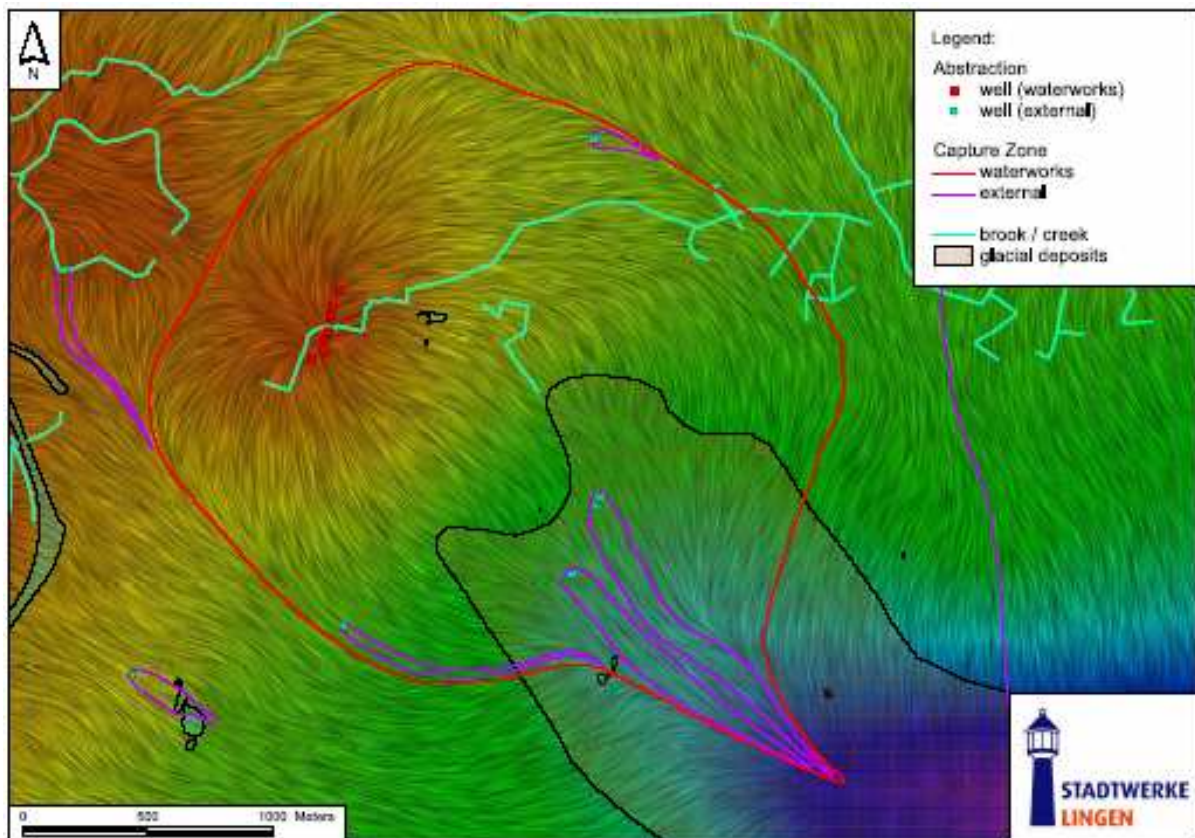 N
Legend:
Abstraction
well (waterworks)
well (external)
Capture Zone
waterworks
external
brook / creek
glacial deposits
0 500 1000 Meters
STADTWERKE
LINGEN